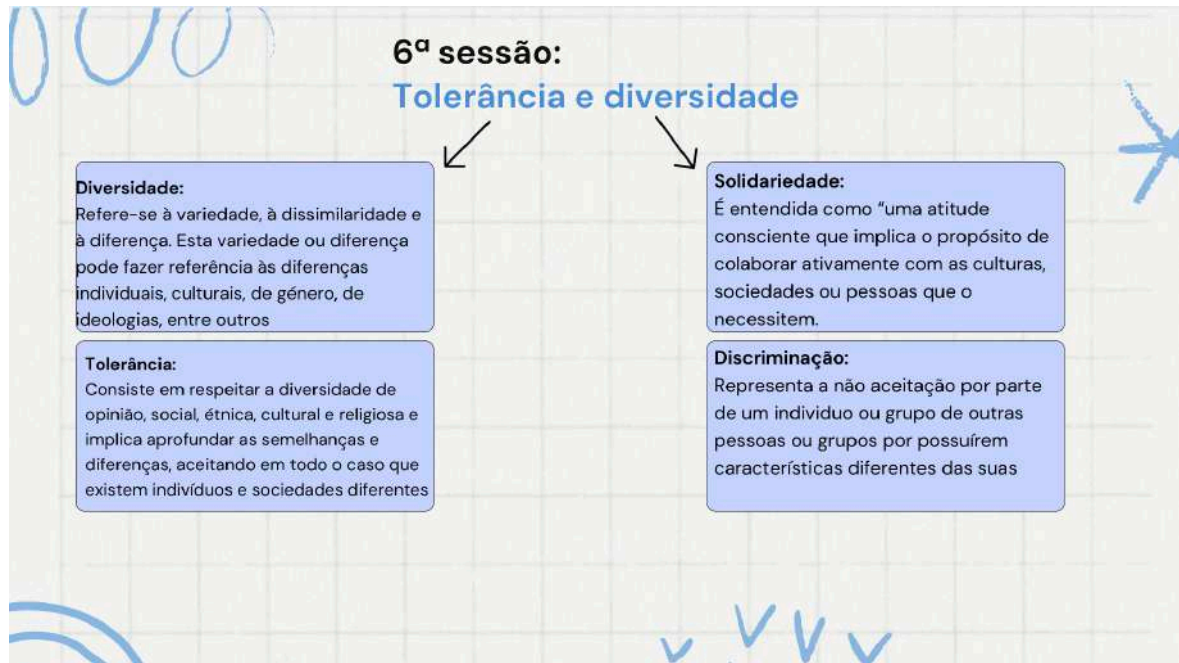 6ª sessão:
Tolerância e diversidade
Diversidade:
Refere-se à variedade, à dissimilaridade e
à diferença. Esta variedade ou diferença
pode fazer referência às diferenças
individuais, culturais, de género, de
ideologias, entre outros
Tolerância:
Consiste em respeitar a diversidade de
opinião, social, étnica, cultural e religiosa e
implica aprofundar as semelhanças e
diferenças, aceitando em todo o caso que
existem indivíduos e sociedades diferentes
Solidariedade:
É entendida como “uma atitude
consciente que implica o propósito de
colaborar ativamente com as culturas,
sociedades ou pessoas que o
necessitem.
Discriminação:
Representa a não aceitação por parte
de um individuo ou grupo de outras
pessoas ou grupos por possuírem
características diferentes das suas